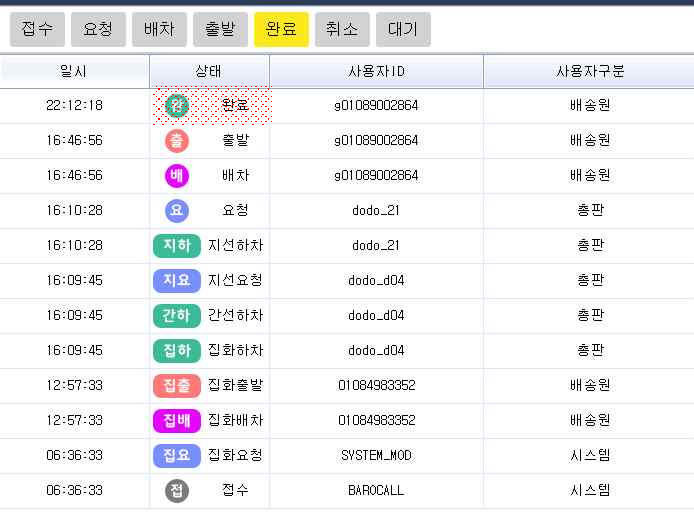 접수 요청 배차 출발 완료 취소 대기
일시 상태 사용자ID 사용자구분
22:12:18 완 완료 g01089002864 배송원
16:46:56 출 출발 g01089002864 배송원
16:46:56 배 배차 g01089002864 배송원
16:10:28 요 요청 dodo_21 총판
16:10:28 지하 지선하차 dodo_21 총판
16:09:45 지요 지선요청 dodo_d04 총판
16:09:45 간하 간선하차 dodo_d04 총판
16:09:45 집하 집화하차 dodo_d04 총판
12:57:33 집출 집화출발 01084983352 배송원
12:57:33 집배 집화배차 01084983352 배송원
06:36:33 집요 집화요청 SYSTEM_MOD 시스템
06:36:33 접 접수 BAROCALL 시스템